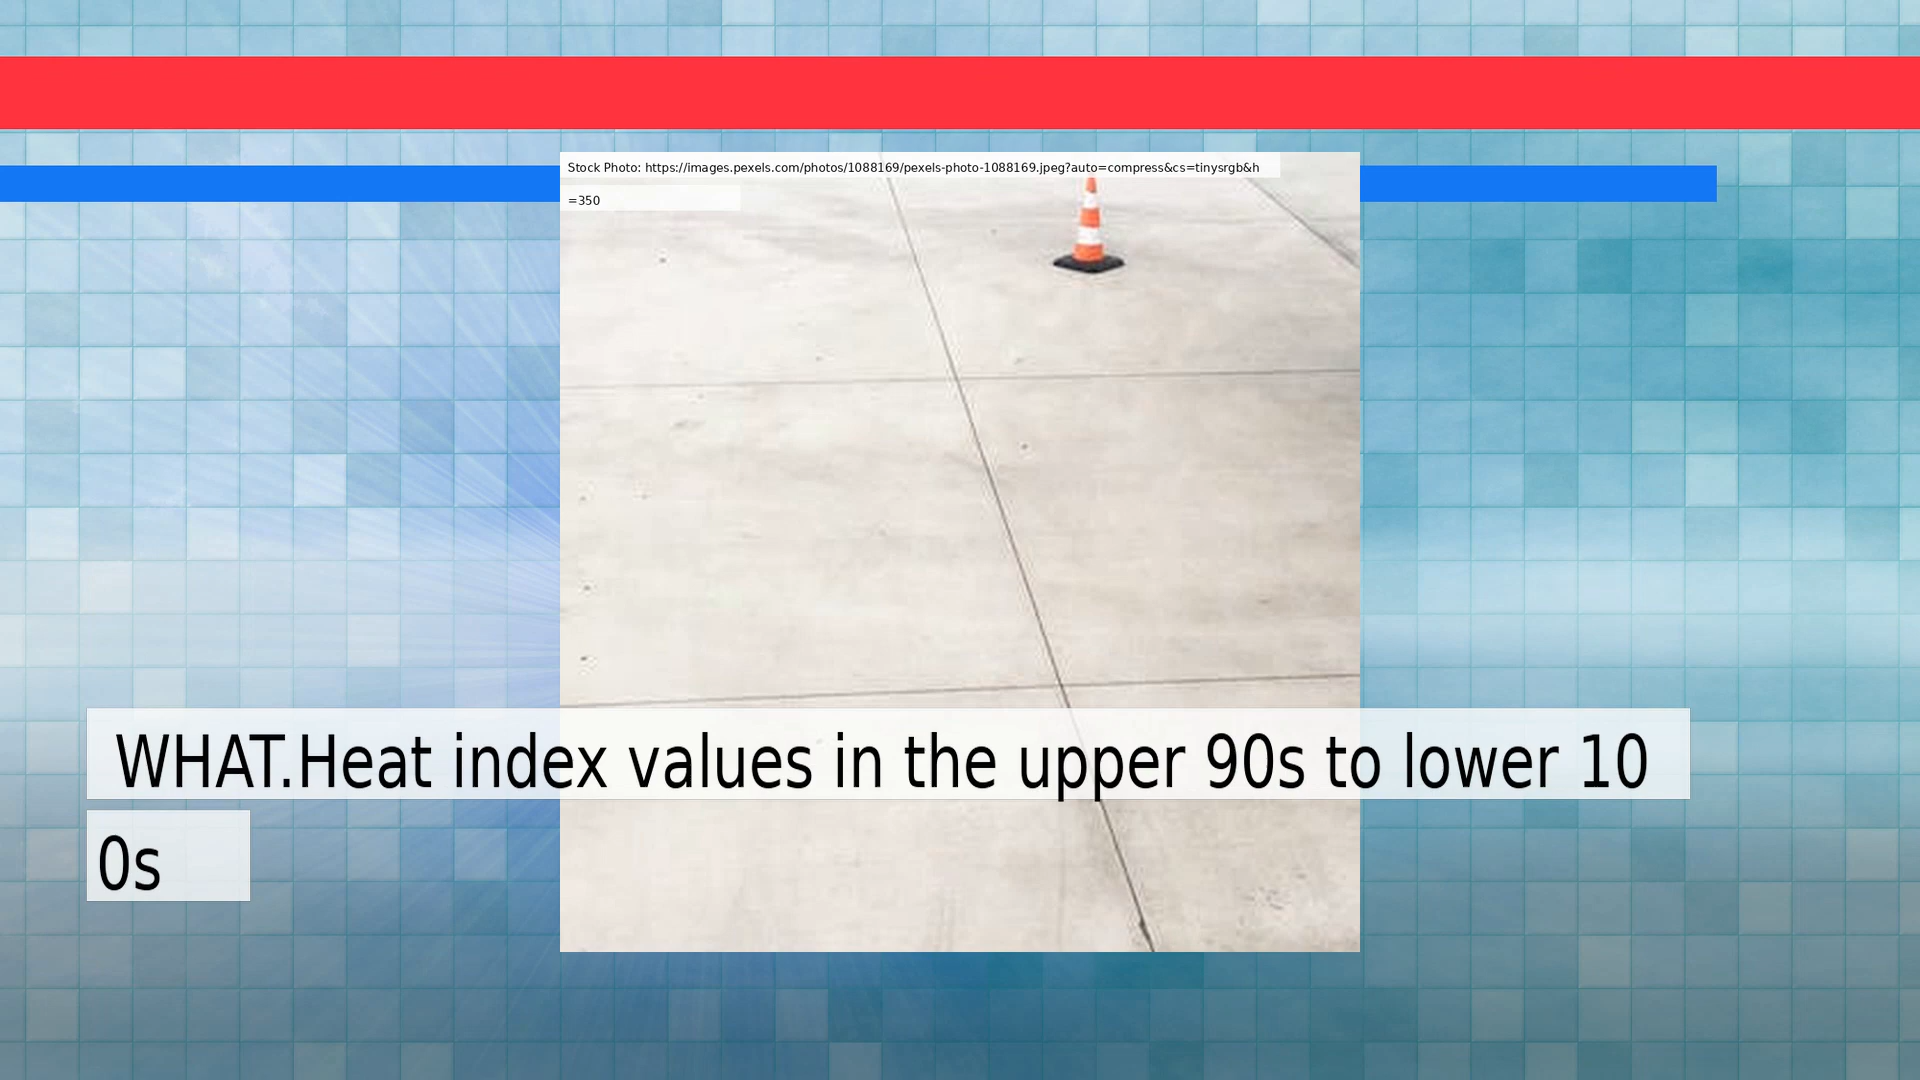 Stock Photo: https://images.pexels.com/photos/1088169/pexels-photo-1088169.jpeg?auto=compress&cs=tinysrgb&h
=350
WHAT.Heat index values in the upper 90s to lower 10
0s